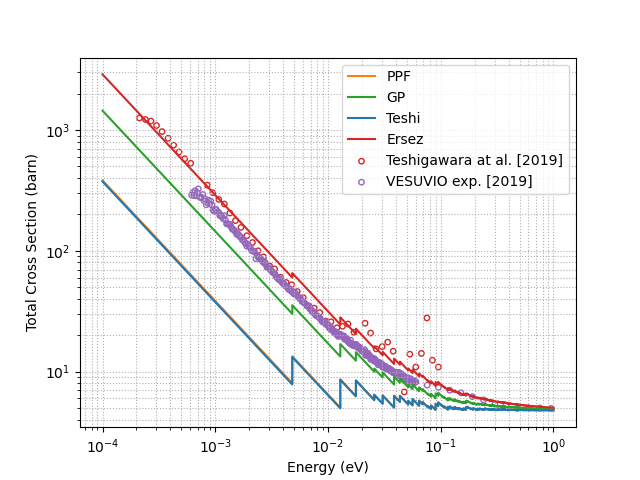 PPF
GP
Teshi
Ersez
Teshigawara at al. [2019]
VESUVIO exp. [2019]
Total Cross Section (barn)
10³
10²
10¹
10⁻⁴
10⁻³
10⁻²
10⁻¹
10⁰
Energy (eV)